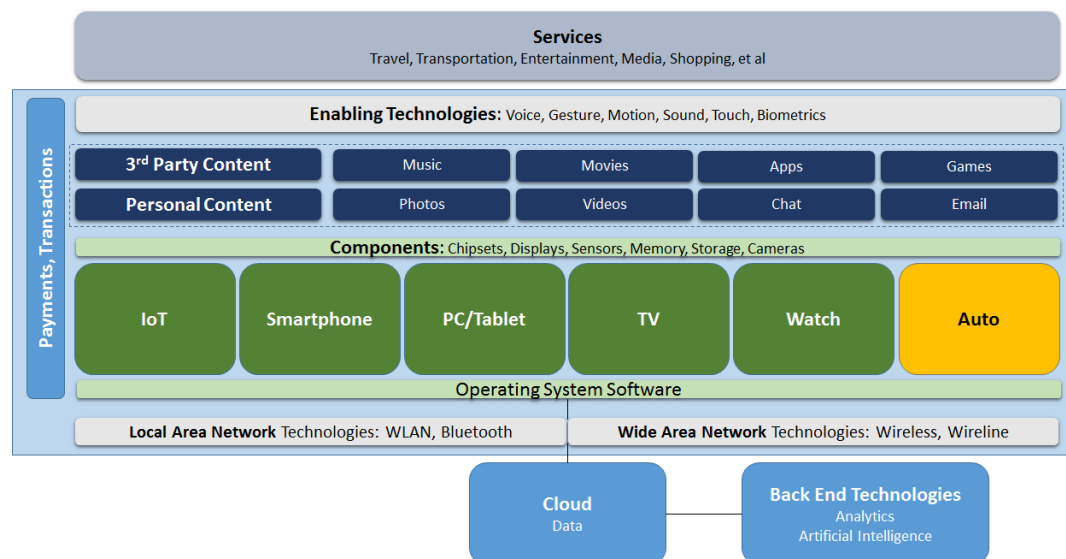 Services
Travel, Transportation, Entertainment, Media, Shopping, et al
Payments, Transactions
Enabling Technologies: Voice, Gesture, Motion, Sound, Touch, Biometrics
3rd Party Content
Music
Movies
Apps
Games
Personal Content
Photos
Videos
Chat
Email
Components: Chipsets, Displays, Sensors, Memory, Storage, Cameras
IoT
Smartphone
PC/Tablet
TV
Watch
Auto
Operating System Software
Local Area Network Technologies: WLAN, Bluetooth
Wide Area Network Technologies: Wireless, Wireline
Cloud
Data
Back End Technologies
Analytics
Artificial Intelligence